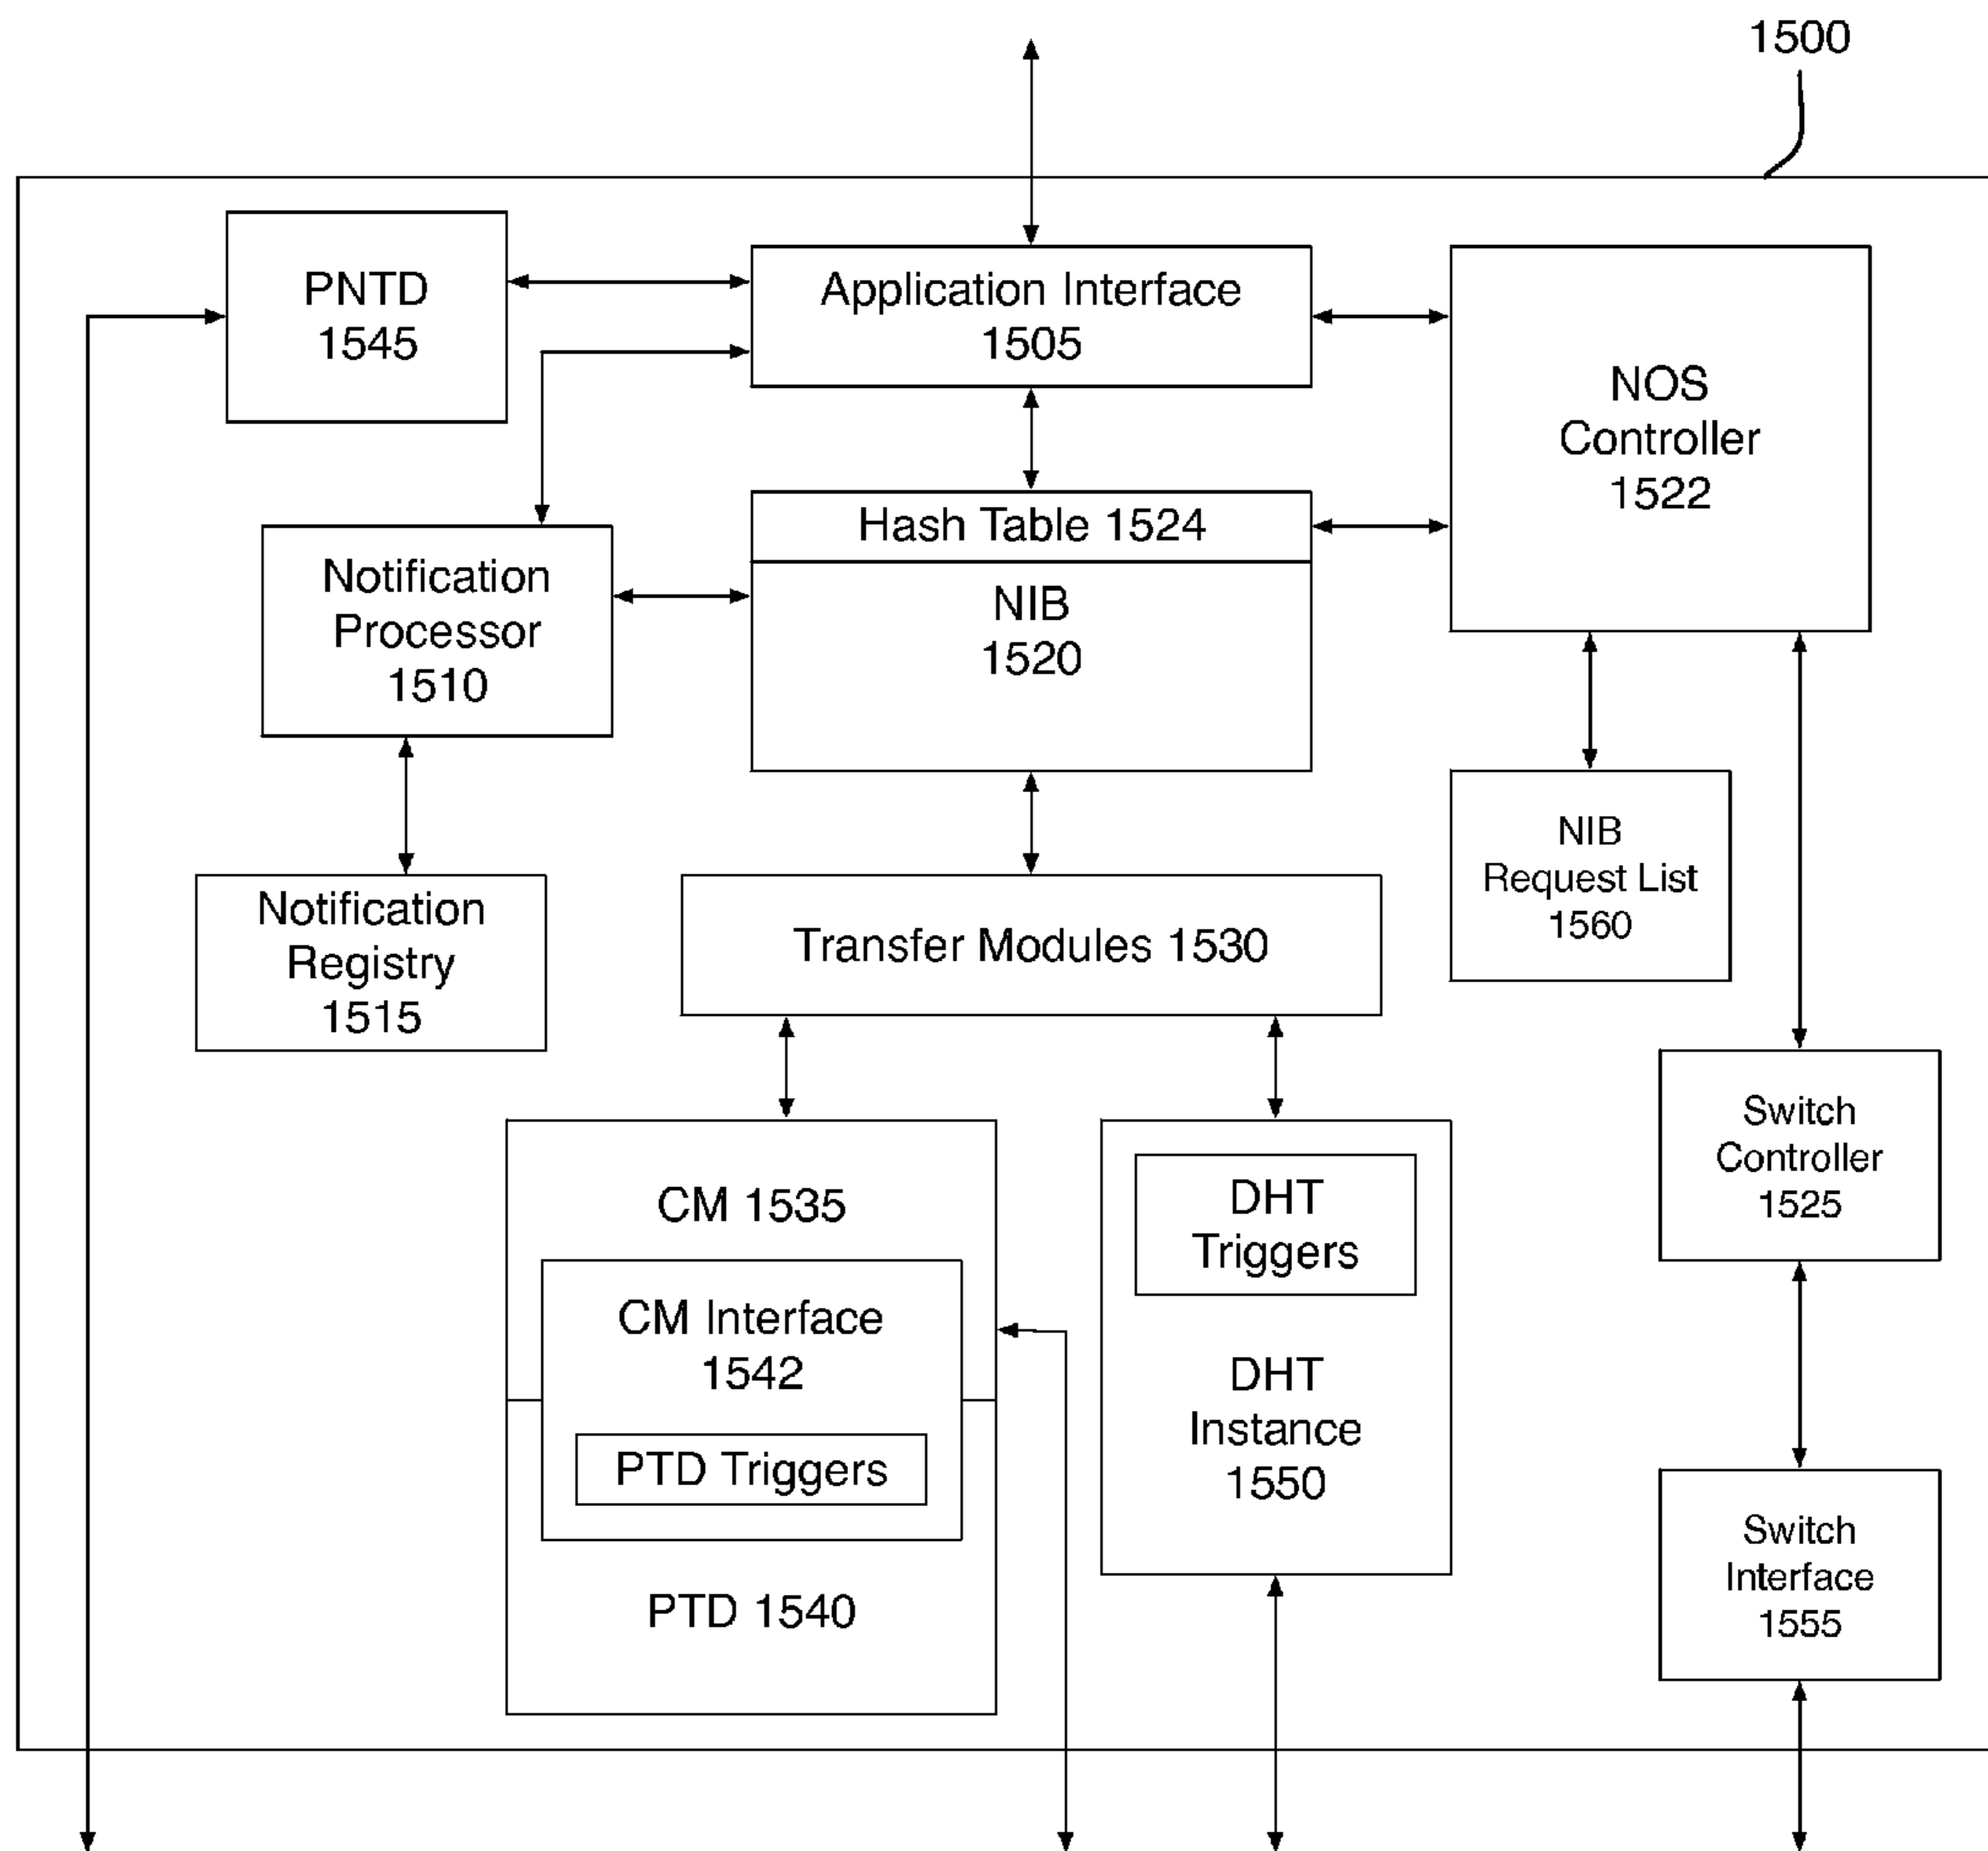 1500
PNTD
1545
Application Interface
1505
NOS
Controller
1522
Hash Table 1524
NIB
1520
Notification
Processor
1510
NIB
Request List
1560
Notification
Registry
1515
Transfer Modules 1530
Switch
Controller
1525
CM 1535
CM Interface
1542
PTD Triggers
PTD 1540
DHT
Triggers
DHT
Instance
1550
Switch
Interface
1555